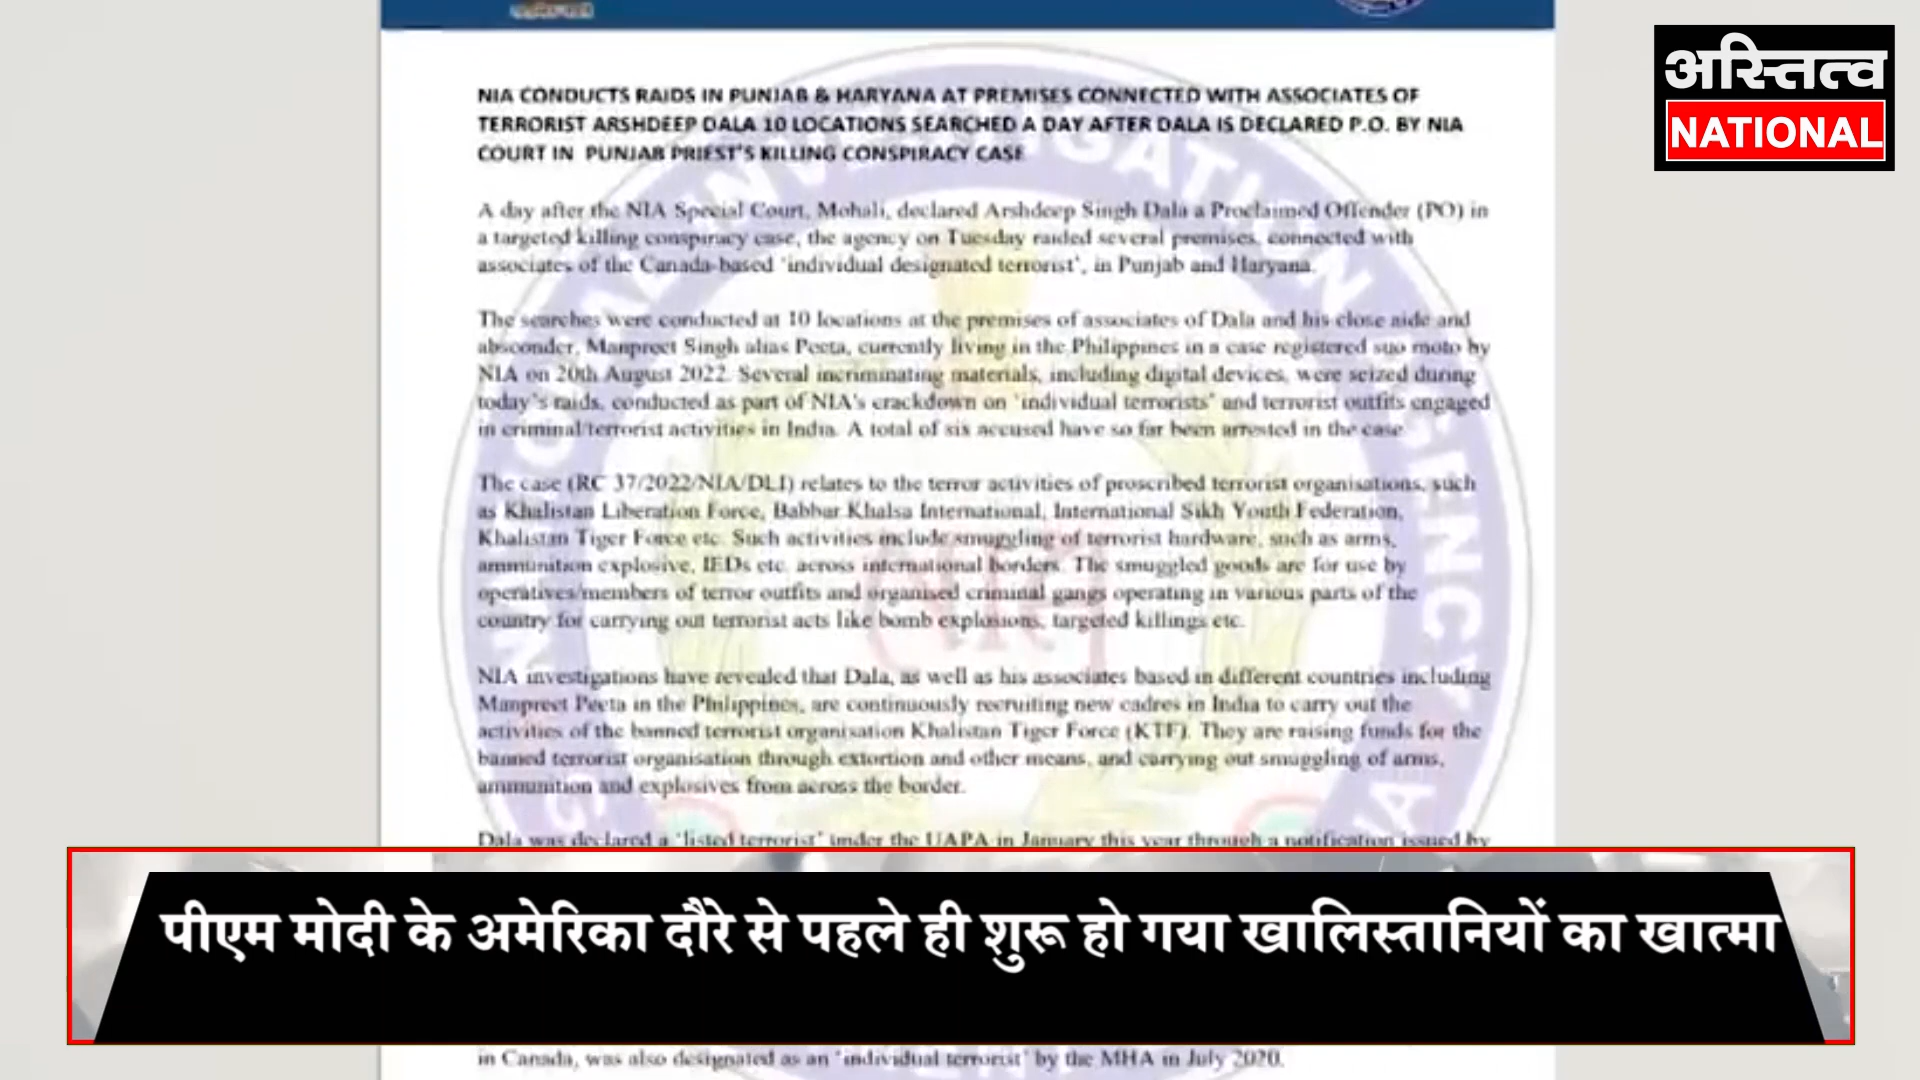 अस्तित्व
NATIONAL
NIA CONDUCTS RAIDS IN PUNJAB & HARYANA AT PREMISES CONNECTED WITH ASSOCIATES OF
TERRORIST ARSHDEEP DALA 10 LOCATIONS SEARCHED A DAY AFTER DALA IS DECLARED P.O. BY NIA
COURT IN PUNJAB PRIEST'S KILLING CONSPIRACY CASE
A day after the NIA Special Court, Mohali, declared Arshdeep Singh Dala a Proclaimed Offender (PO) in
a targeted killing conspiracy case, the agency on Tuesday raided several premises, connected with
associates of the Canada-based 'individual designated terrorist', in Punjab and Haryana.
The searches were conducted at 10 locations at the premises of associates of Dala and his close aide and
absconder, Manpreet Singh alias Peeta, currently living in the Philippines in a case registered suo moto by
NIA on 20th August 2022. Several incriminating materials, including digital devices, were seized during
today's raids, conducted as part of NIA's crackdown on 'individual terrorists' and terrorist outfits engaged
in criminal/terrorist activities in India. A total of six accused have so far been arrested in the case.
The case (RC 37/2022/NIA/DLI) relates to the terror activities of proscribed terrorist organisations, such
as Khalistan Liberation Force, Babbar Khalsa International, International Sikh Youth Federation,
Khalistan Tiger Force etc. Such activities include smuggling of terrorist hardware, such as arms,
ammunition explosive, IEDs etc. across international borders. The smuggled goods are for use by
operatives/members of terror outfits and organised criminal gangs operating in various parts of the
country for carrying out terrorist acts like bomb explosions, targeted killings etc.
NIA investigations have revealed that Dala, as well as his associates based in different countries including
Manpreet Peeta in the Philippines, are continuously recruiting new cadres in India to carry out the
activities of the banned terrorist organisation Khalistan Tiger Force (KTF). They are raising funds for the
banned terrorist organisation through extortion and other means, and carrying out smuggling of arms,
ammunition and explosives from across the border.
Dala was declared a 'listed terrorist' under the UAPA in January this year through a notification issued by
पीएम मोदी के अमेरिका दौरे से पहले ही शुरू हो गया खालिस्तानियों का खात्मा
in Canada, was also designated as an 'individual terrorist' by the MHA in July 2020.